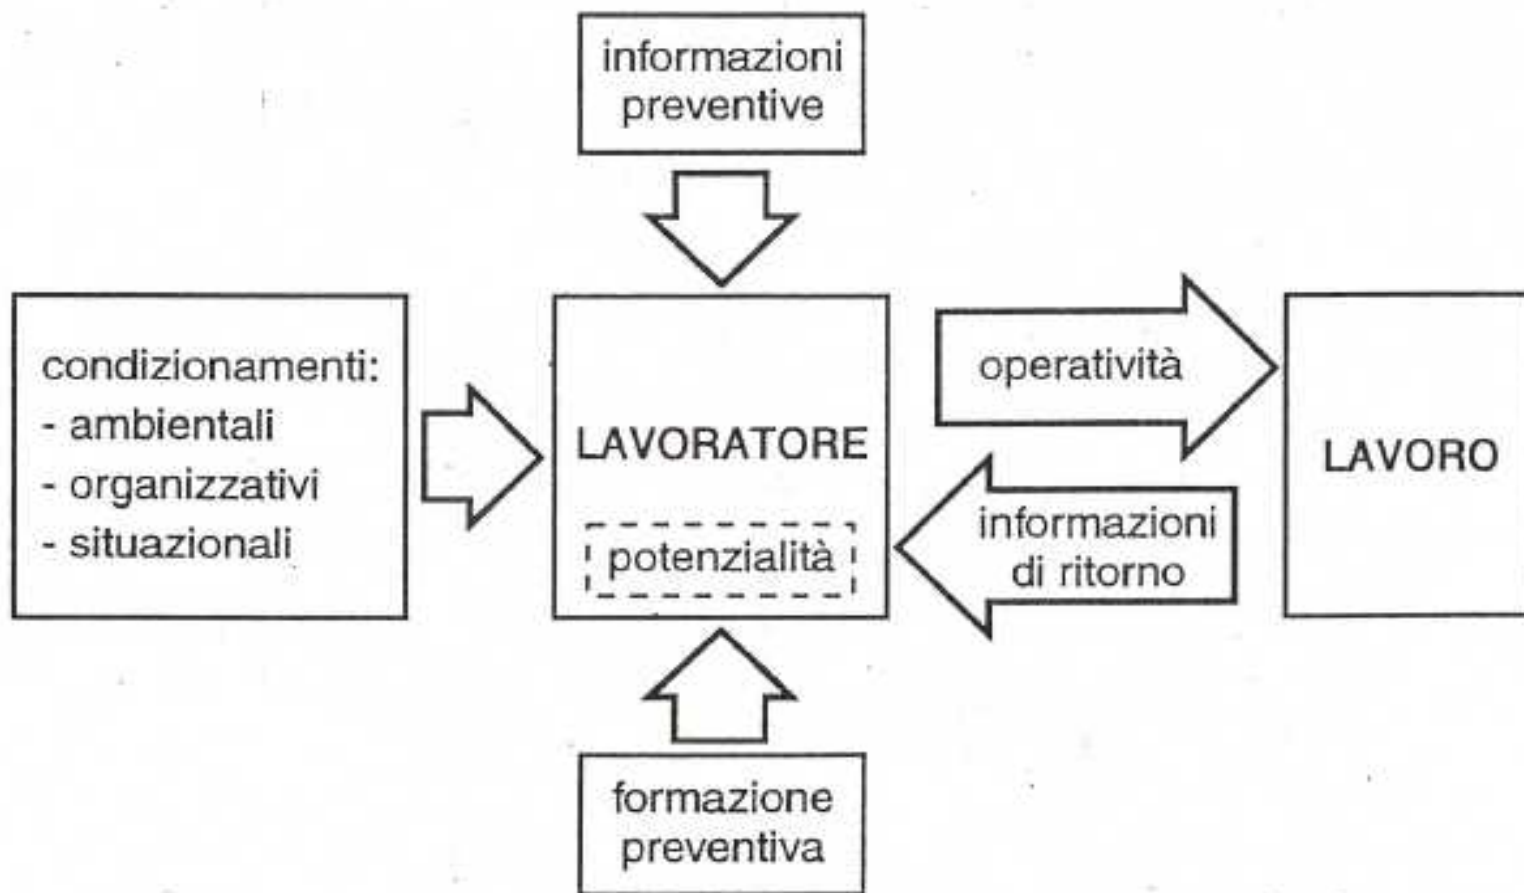 informazioni
preventive
condizionamenti:
- ambientali
- organizzativi
- situazionali
LAVORATORE
potenzialità
operatività
informazioni
di ritorno
LAVORO
formazione
preventiva